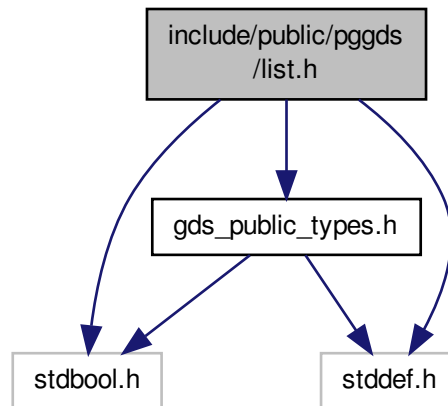 include/public/pggds
/list.h
gds_public_types.h
stdbool.h
stddef.h